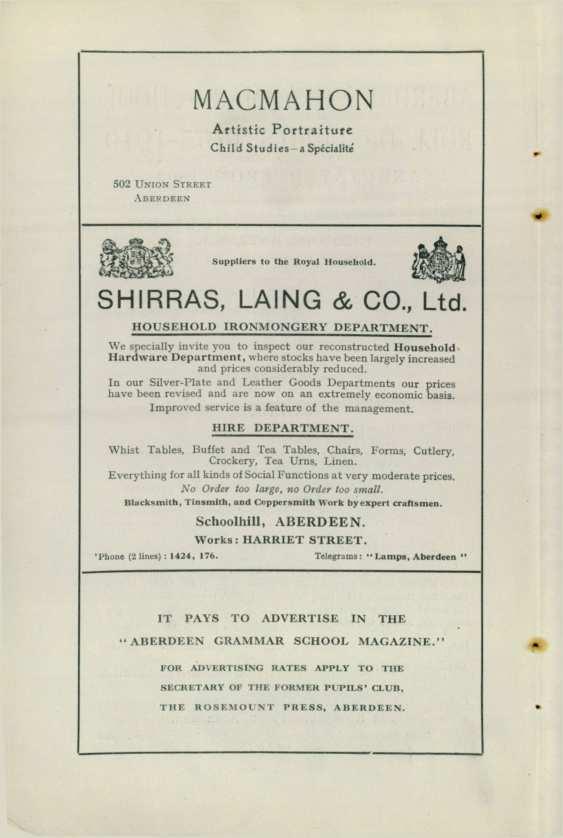 MACMAHON
Artistic Portraiture
Child Studies—a Spécialité
502 UNION STREET
ABERDEEN
Suppliers to the Royal Household.
SHIRRAS, LAING & CO., Ltd.
HOUSEHOLD IRONMONGERY DEPARTMENT.
We specially invite you to inspect our reconstructed Household-
Hardware Department, where stocks have been largely increased
and prices considerably reduced.
In our Silver-Plate and Leather Goods Departments our prices
have been revised and are now on an extremely economic basis.
Improved service is a feature of the management.
HIRE DEPARTMENT.
Whist Tables, Buffet and Tea Tables, Chairs, Forms, Cutlery,
Crockery, Tea Urns, Linen.
Everything for all kinds of Social Functions at very moderate prices.
No Order too large, no Order too small.
Blacksmith, Tinsmith, and Coppersmith Work by expert craftsmen.
Schoolhill, ABERDEEN.
Works: HARRIET STREET.
'Phone (2 lines): 1424, 176. Telegrams: "Lamps, Aberdeen"
IT PAYS TO ADVERTISE IN THE
"ABERDEEN GRAMMAR SCHOOL MAGAZINE."
FOR ADVERTISING RATES APPLY TO THE
SECRETARY OF THE FORMER PUPILS' CLUB,
THE ROSEMOUNT PRESS, ABERDEEN.